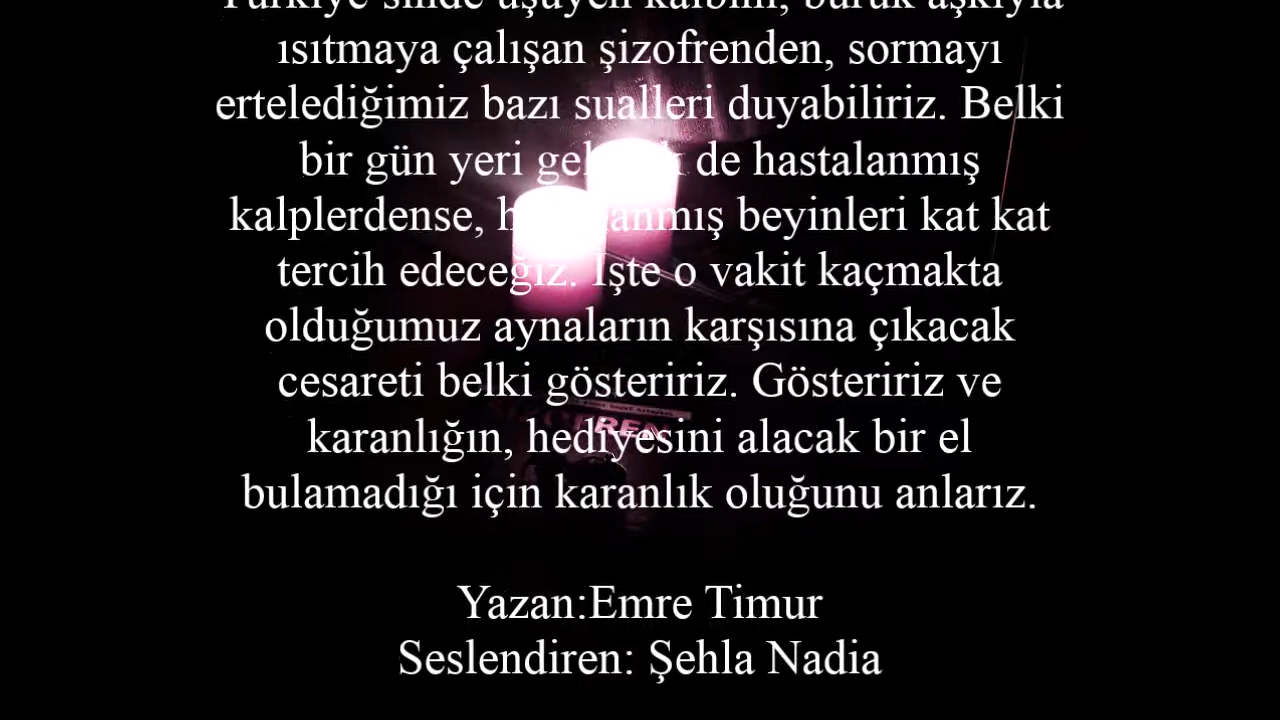 Türkiye'sinde üşüyen kalbini, buruk aşkıyla
ısıtmaya çalışan şizofrenden, sormayı
ertelediğimiz bazı sualleri duyabiliriz. Belki
bir gün yeri de hastalanmış
kalplerdense, beyinleri kat kat
tercih edeceğiz. İşte o vakit kaçmakta
olduğumuz aynaların karşısına çıkacak
cesareti belki gösteririz. Gösteririz ve
karanlığın, hediyesini alacak bir el
bulamadığı için karanlık oluğunu anlarız.
Yazan:Emre Timur
Seslendiren: Şehla Nadia